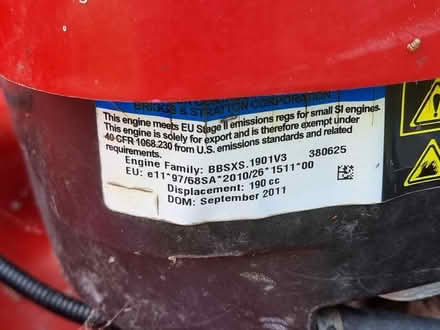 BRIGGS & STRATTON CORPORATION
This engine meets EU Stage II emissions regs for small SI engines.
This engine is solely for export and is therefore exempt under
40 CFR 1068.230 from U.S. emissions standards and related
requirements.
Engine Family: BBSXS.1901V3 380625
EU: e11*97/68SA*2010/26*1511*00
Displacement: 190 cc
DOM: September 2011